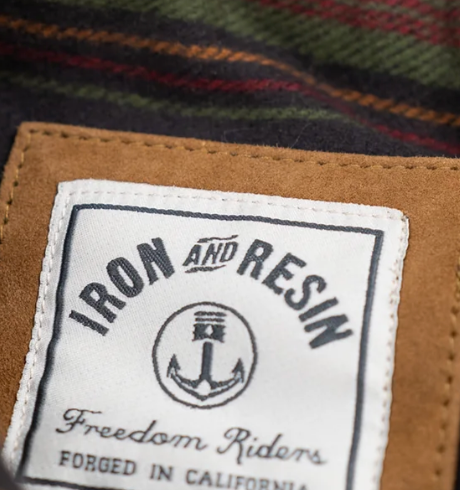 IRON AND RESIN
Freedom Riders
FORGED IN CALIFORNIA